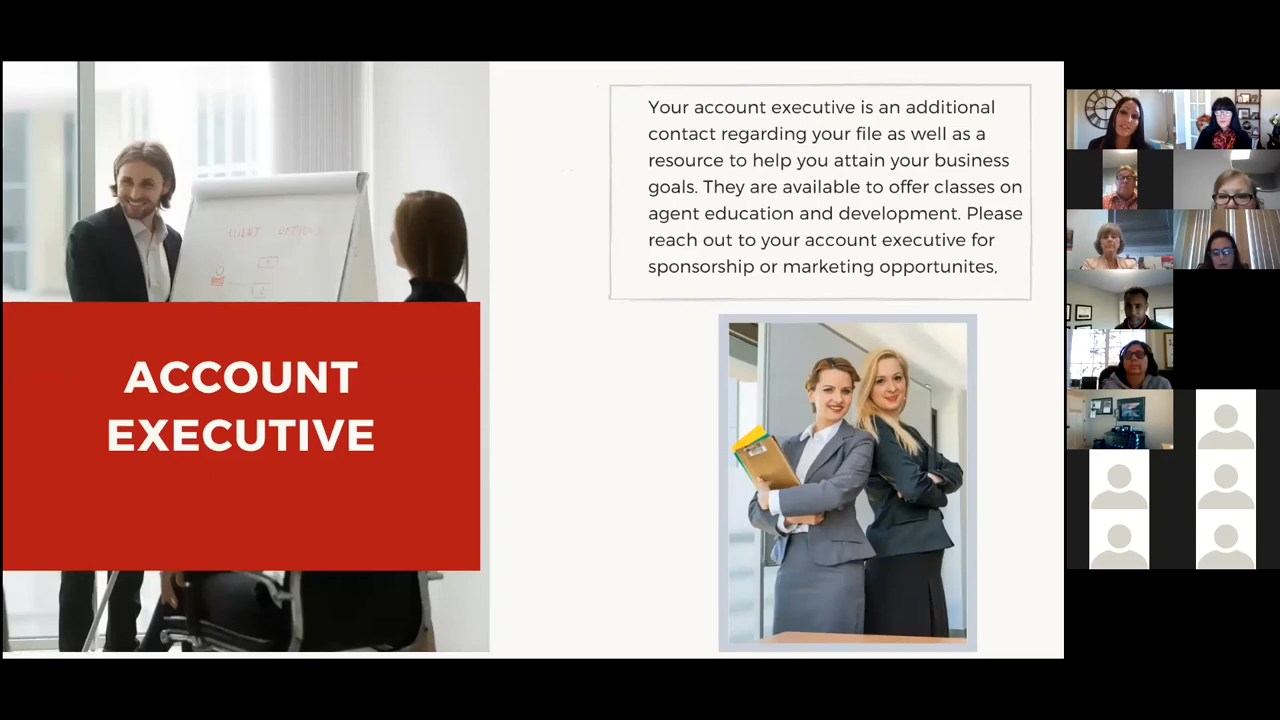 Your account executive is an additional
contact regarding your file as well as a
resource to help you attain your business
goals. They are available to offer classes on
agent education and development. Please
reach out to your account executive for
sponsorship or marketing opportunites,
ACCOUNT
EXECUTIVE